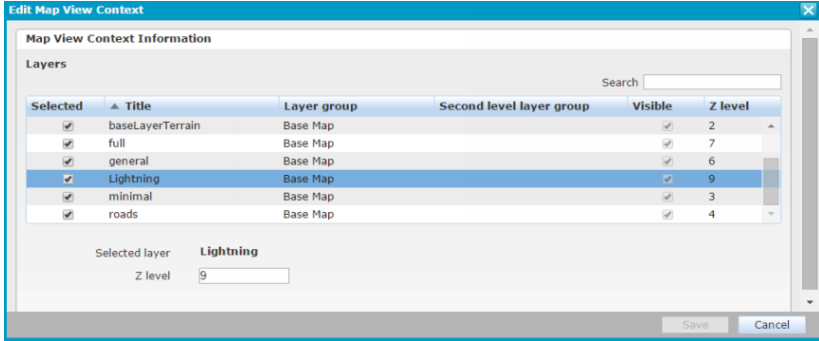 Edit Map View Context
Map View Context Information
Layers
Search
Selected Title Layer group Second level layer group Visible Z level
baseLayerTerrain Base Map 2
full Base Map 7
general Base Map 6
Lightning Base Map 9
minimal Base Map 3
roads Base Map 4
Selected layer Lightning
Z level 9
Save Cancel